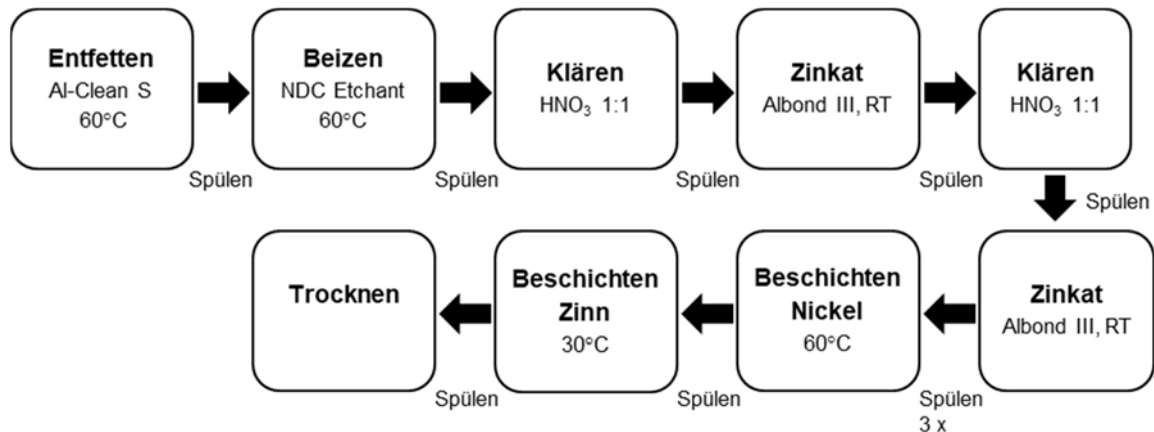 Entfetten
Al-Clean S
60°C
Spülen
Beizen
NDC Etchant
60°C
Spülen
Klären
HNO₃ 1:1
Spülen
Zinkat
Albond III, RT
Spülen
Klären
HNO₃ 1:1
Spülen
Zinkat
Albond III, RT
Spülen
3 x
Beschichten
Nickel
60°C
Spülen
Beschichten
Zinn
30°C
Spülen
Trocknen